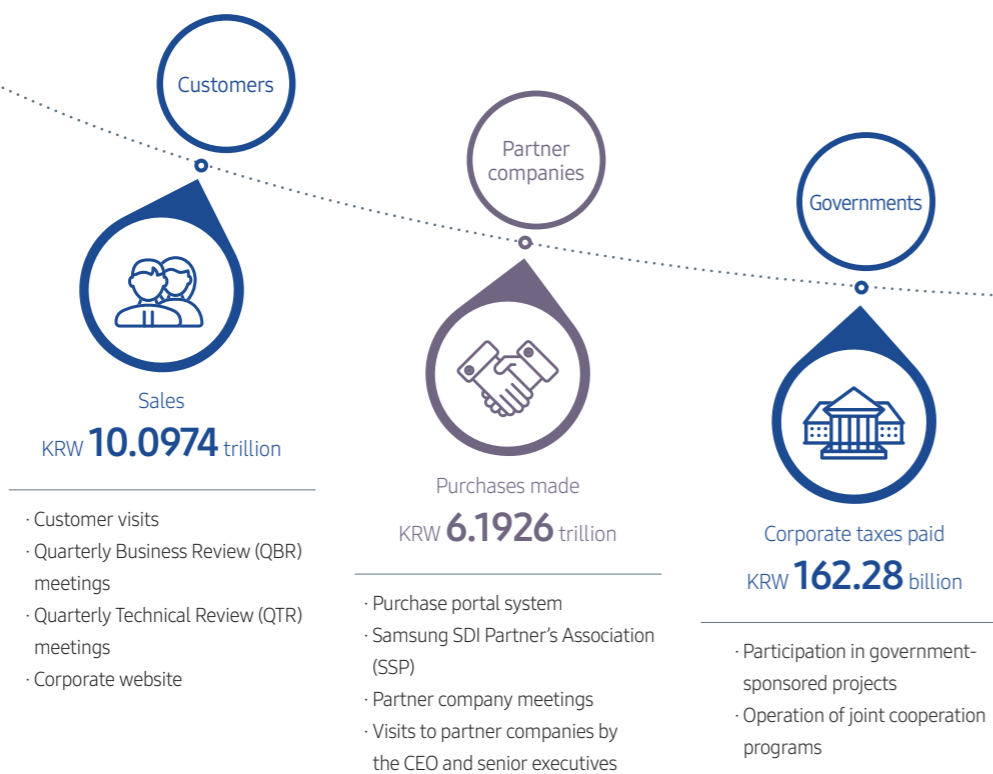 Customers
Sales
KRW 10.0974 trillion
· Customer visits
· Quarterly Business Review (QBR)
meetings
· Quarterly Technical Review (QTR)
meetings
· Corporate website
Partner
companies
Purchases made
KRW 6.1926 trillion
· Purchase portal system
· Samsung SDI Partner’s Association
(SSP)
· Partner company meetings
· Visits to partner companies by
the CEO and senior executives
Governments
Corporate taxes paid
KRW 162.28 billion
· Participation in government-
sponsored projects
· Operation of joint cooperation
programs